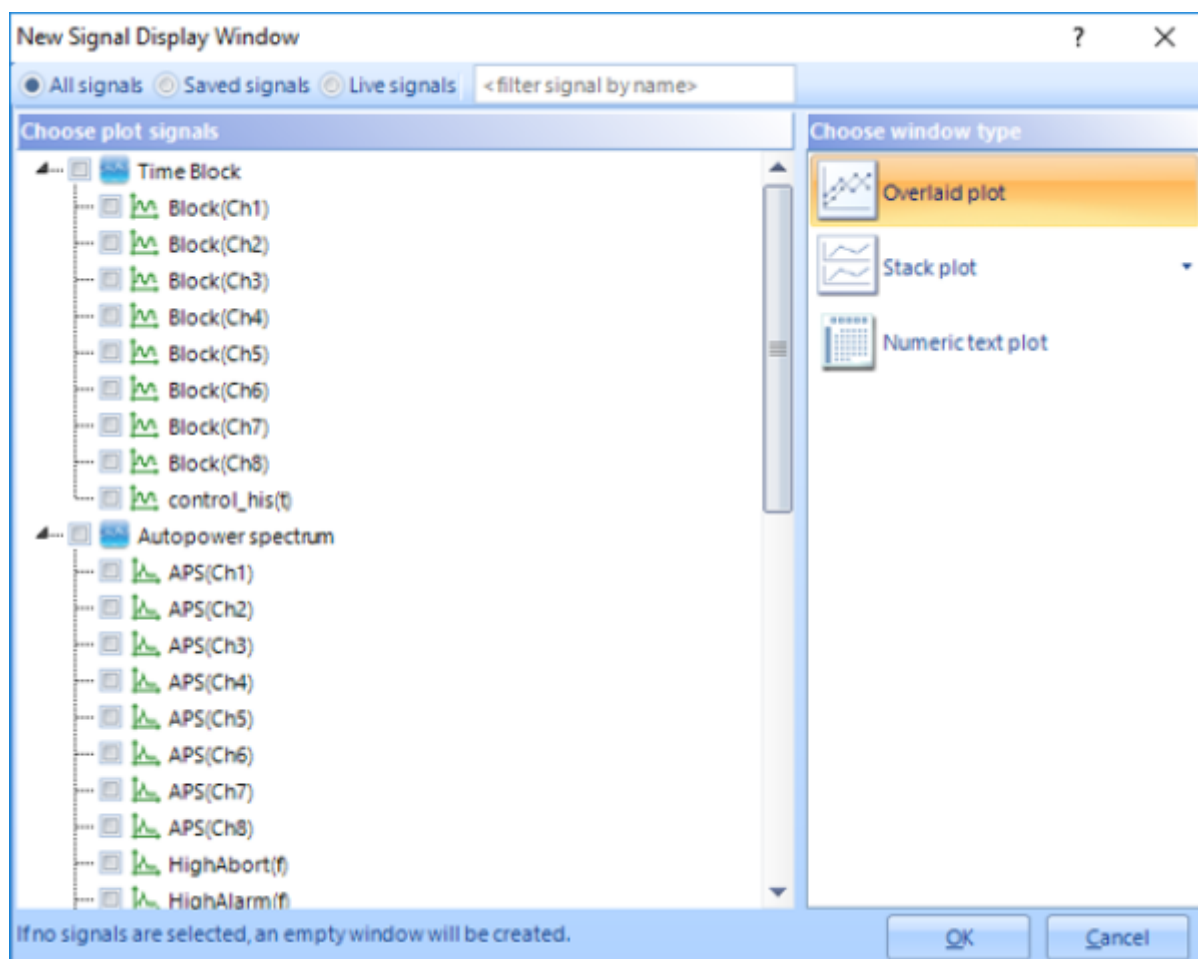 New Signal Display Window
All signals Saved signals Live signals <filter signal by name>
Choose plot signals
Time Block
Block(Ch1)
Block(Ch2)
Block(Ch3)
Block(Ch4)
Block(Ch5)
Block(Ch6)
Block(Ch7)
Block(Ch8)
control_his(t)
Autopower spectrum
APS(Ch1)
APS(Ch2)
APS(Ch3)
APS(Ch4)
APS(Ch5)
APS(Ch6)
APS(Ch7)
APS(Ch8)
HighAbort(f)
HighAlarm(f)
Choose window type
Overlaid plot
Stack plot
Numeric text plot
If no signals are selected, an empty window will be created.
OK Cancel